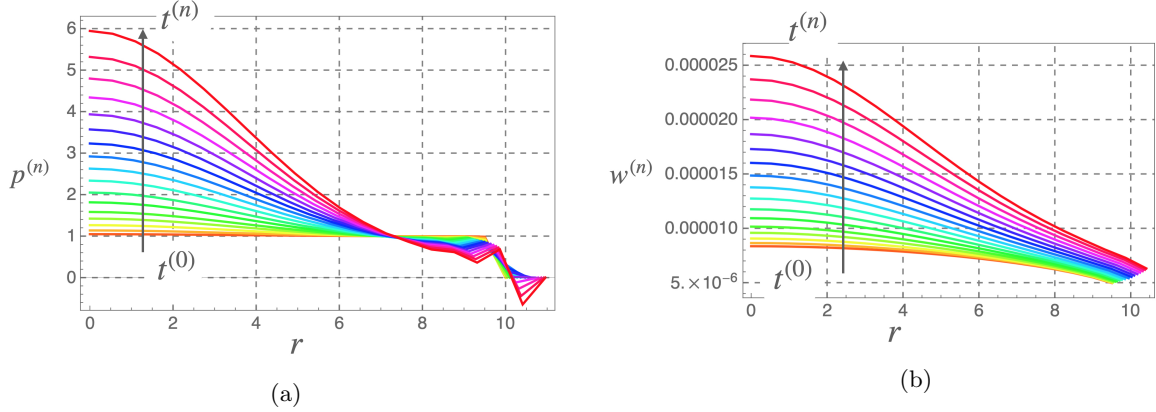 t^{(n)}
6
5
4
3
2
1
0
p^{(n)}
t^{(0)}
0 2 4 6 8 10
r
(a)
t^{(n)}
0.000025
0.000020
0.000015
0.000010
5.×10^{-6}
w^{(n)}
t^{(0)}
0 2 4 6 8 10
r
(b)